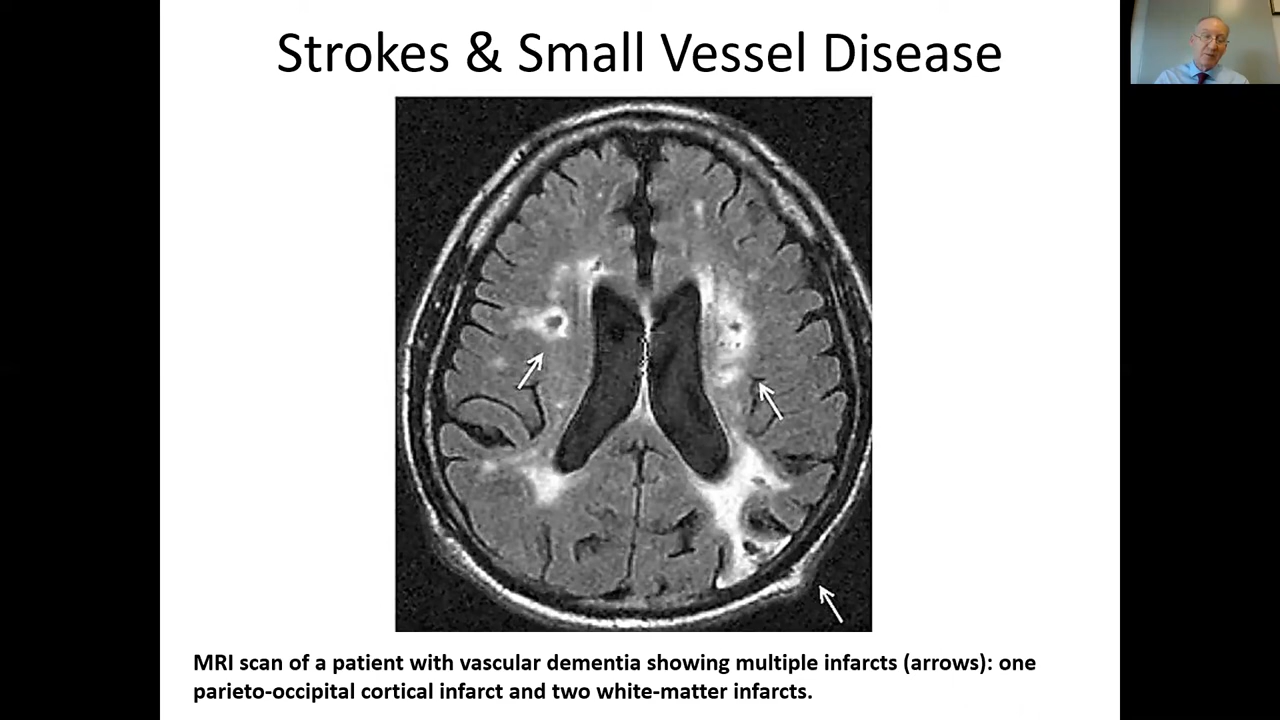 Strokes & Small Vessel Disease
MRI scan of a patient with vascular dementia showing multiple infarcts (arrows): one
parieto-occipital cortical infarct and two white-matter infarcts.